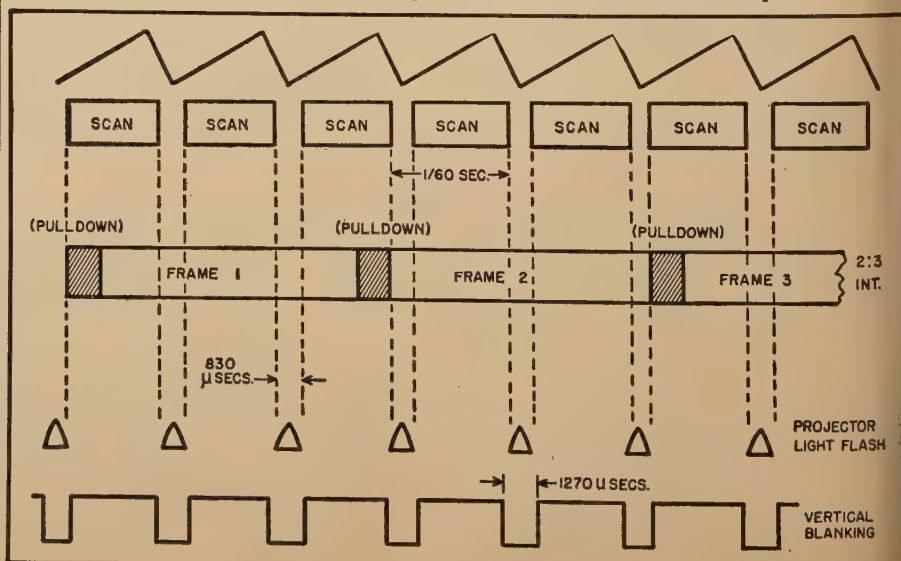 SCAN SCAN SCAN SCAN SCAN SCAN SCAN
1/60 SEC.
(PULLDOWN) (PULLDOWN) (PULLDOWN)
FRAME 1 FRAME 2 FRAME 3 2:3
INT.
830
μ SECS.
PROJECTOR
LIGHT FLASH
1270 U SECS.
VERTICAL
BLANKING